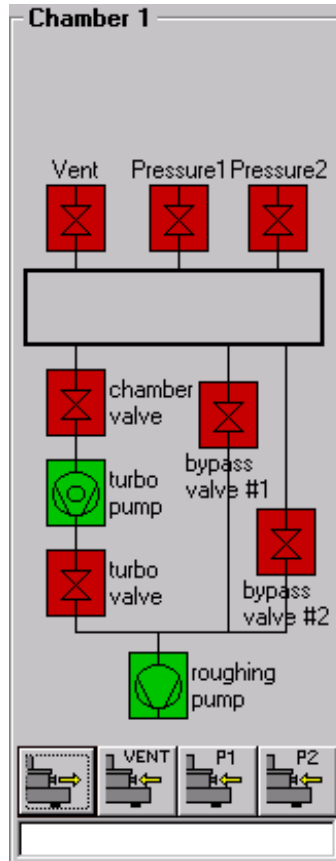 Chamber 1
Vent Pressure1 Pressure2
chamber
valve
bypass
valve #1
turbo
pump
turbo
valve
bypass
valve #2
roughing
pump
VENT P1 P2